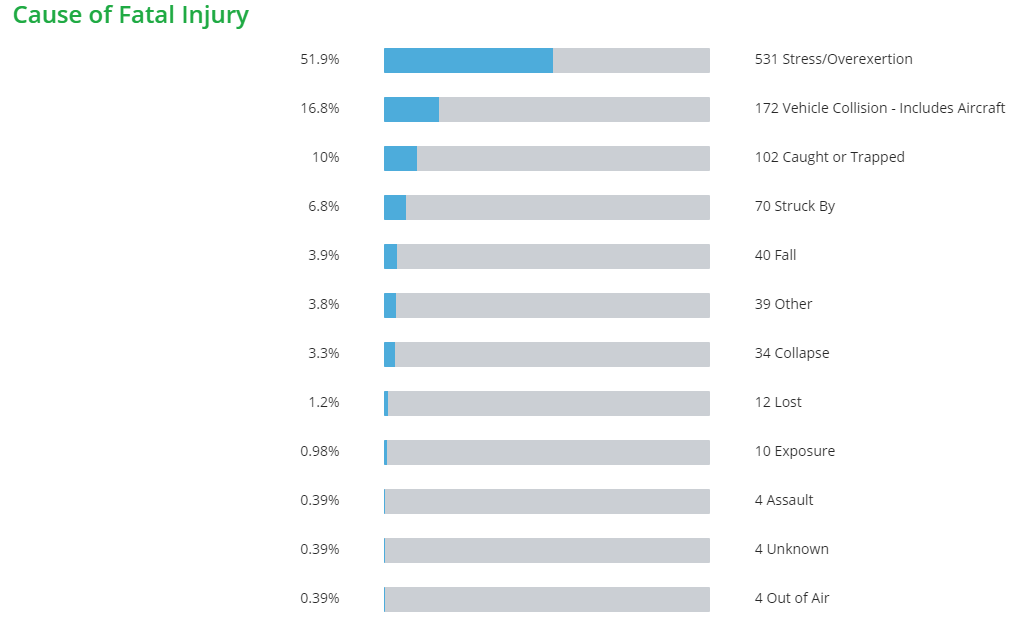 Cause of Fatal Injury
51.9% 531 Stress/Overexertion
16.8% 172 Vehicle Collision - Includes Aircraft
10% 102 Caught or Trapped
6.8% 70 Struck By
3.9% 40 Fall
3.8% 39 Other
3.3% 34 Collapse
1.2% 12 Lost
0.98% 10 Exposure
0.39% 4 Assault
0.39% 4 Unknown
0.39% 4 Out of Air